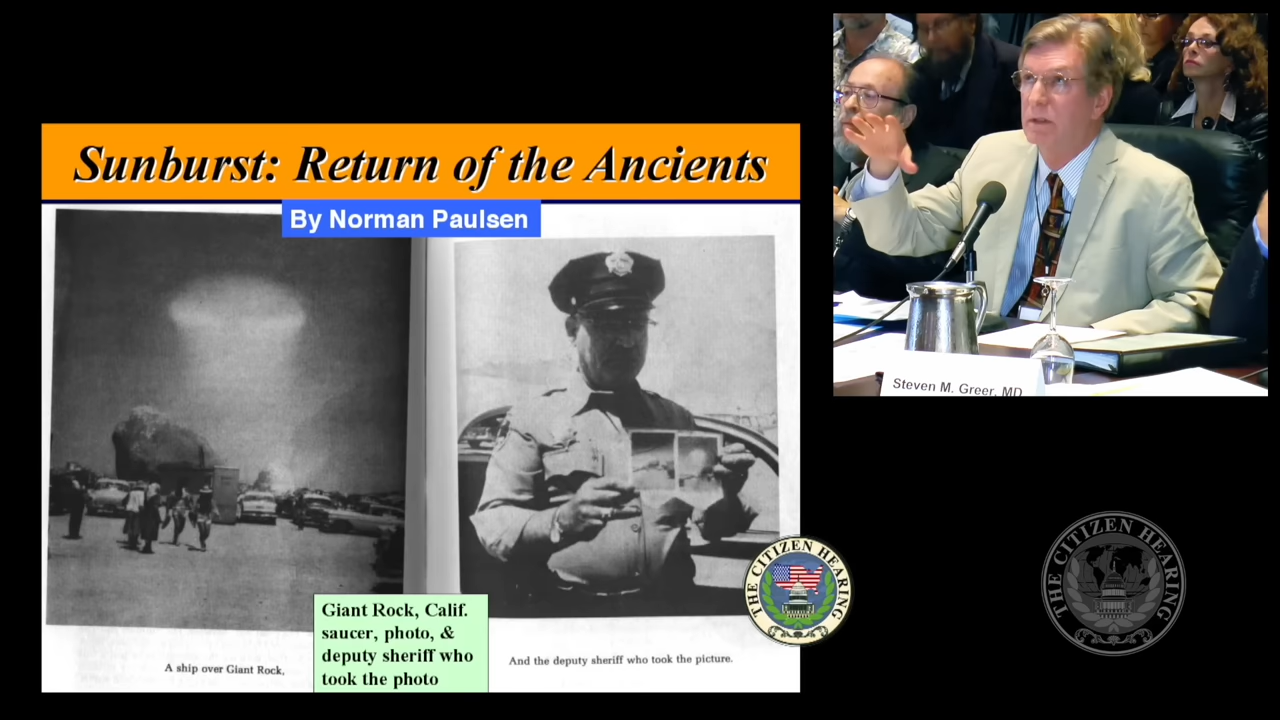 Sunburst: Return of the Ancients
By Norman Paulsen
Giant Rock, Calif.
saucer, photo, &
deputy sheriff who
took the photo
A ship over Giant Rock,
And the deputy sheriff who took the picture.
THE CITIZEN HEARING
Steven M. Greer, MD
THE CITIZEN HEARING